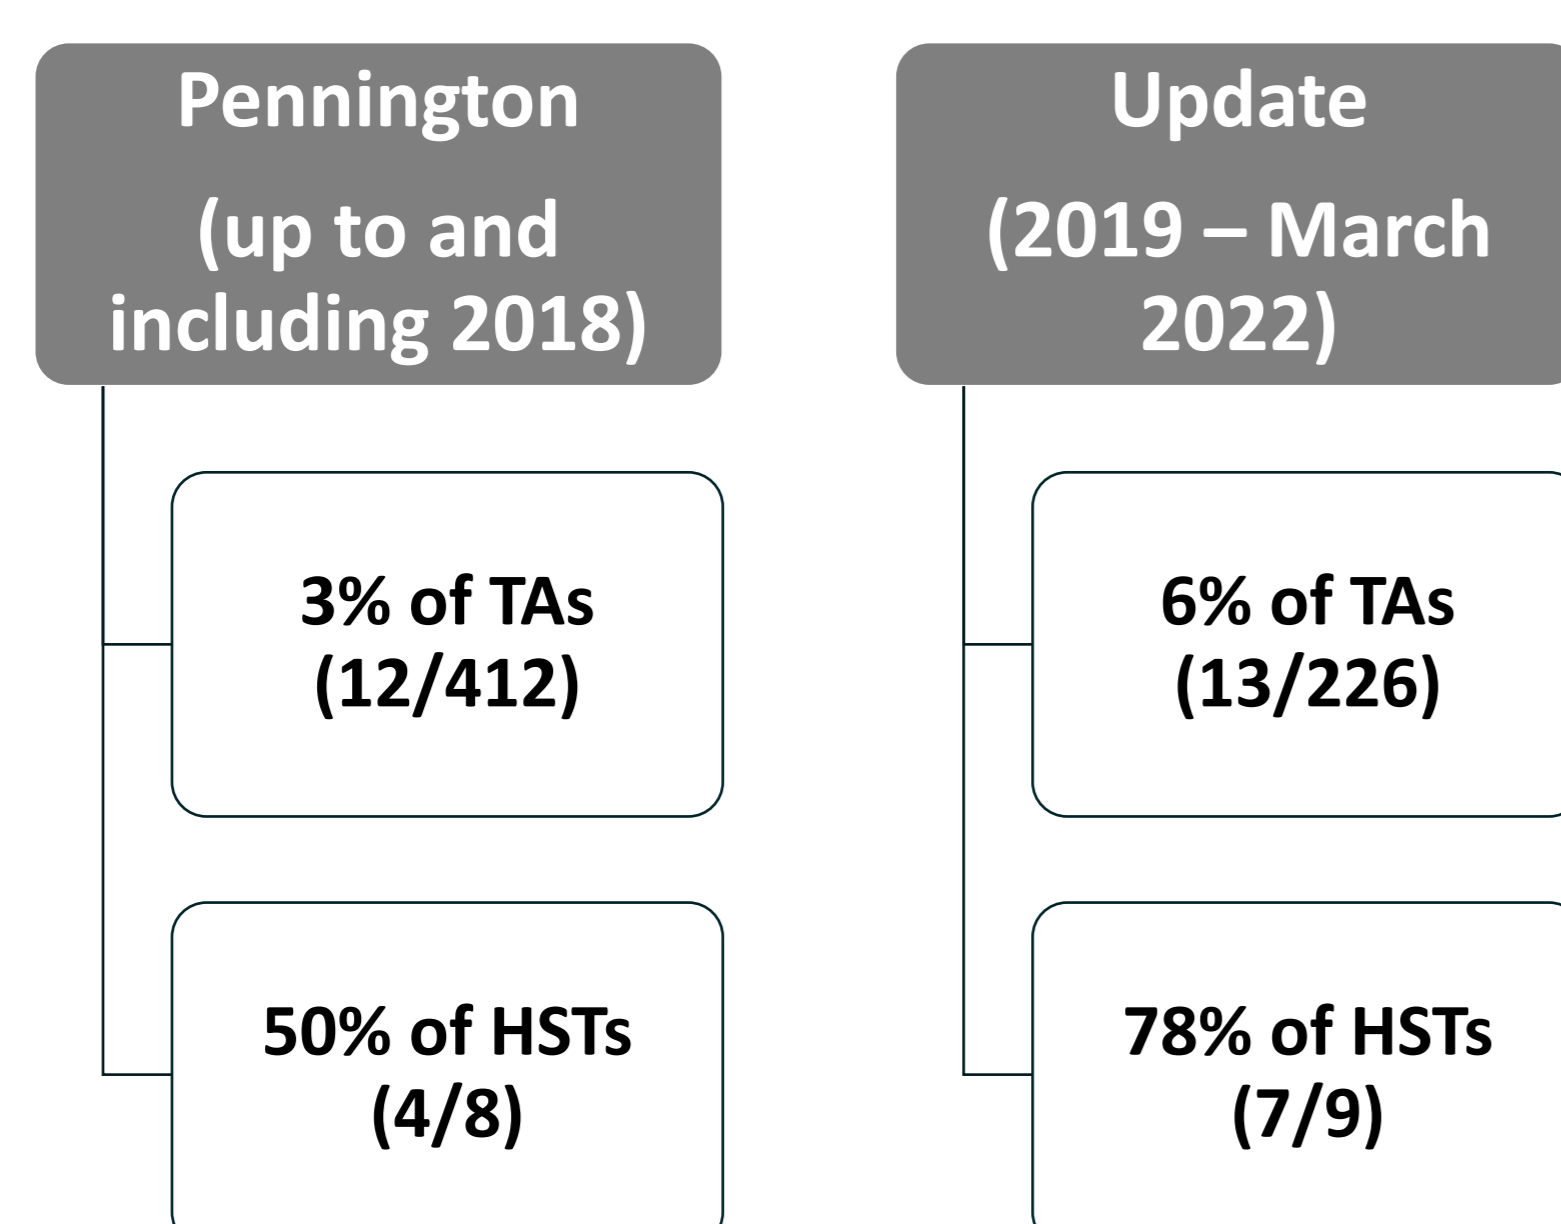 Pennington
(up to and
including 2018)
3% of TAs
(12/412)
50% of HSTs
(4/8)
Update
(2019 – March
2022)
6% of TAs
(13/226)
78% of HSTs
(7/9)